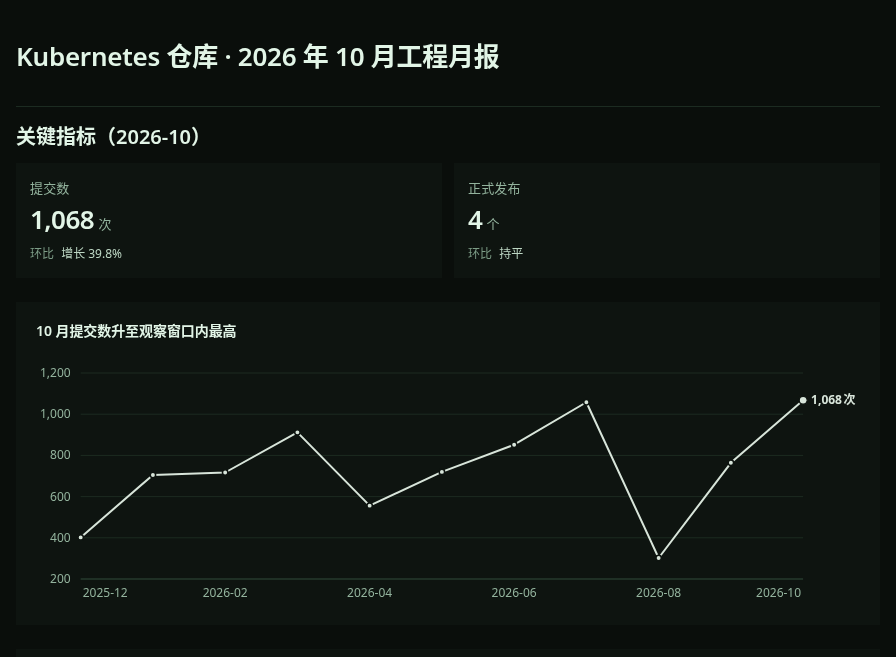 Kubernetes 仓库 · 2026 年 10 月工程月报
关键指标（2026-10）
提交数
1,068 次
环比 增长 39.8%
正式发布
4 个
环比 持平
10 月提交数升至观察窗口内最高
1,200
1,000
800
600
400
200
1,068 次
2025-12
2026-02
2026-04
2026-06
2026-08
2026-10